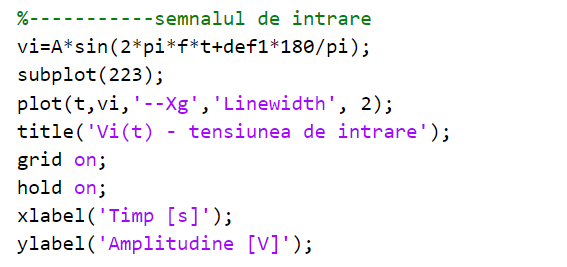 %-----------semnalul de intrare
vi=A*sin(2*pi*f*t+def1*180/pi);
subplot(223);
plot(t,vi,'--Xg','Linewidth', 2);
title('Vi(t) - tensiunea de intrare');
grid on;
hold on;
xlabel('Timp [s]');
ylabel('Amplitudine [V]');